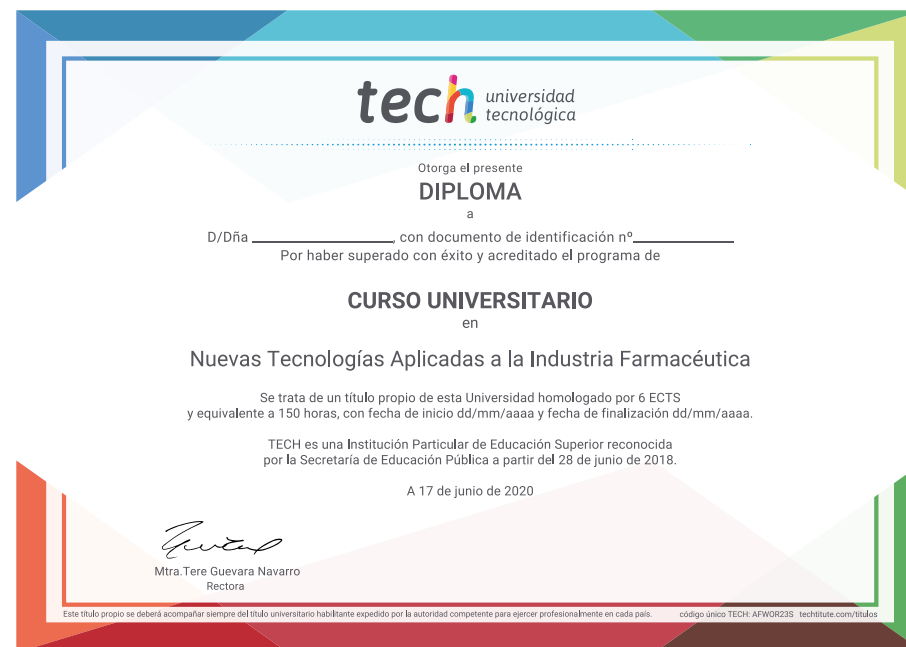 tech universidad
tecnológica
Otorga el presente
DIPLOMA
a
D/Dña ____________________, con documento de identificación nº______________
Por haber superado con éxito y acreditado el programa de
CURSO UNIVERSITARIO
en
Nuevas Tecnologías Aplicadas a la Industria Farmacéutica
Se trata de un título propio de esta Universidad homologado por 6 ECTS
y equivalente a 150 horas, con fecha de inicio dd/mm/aaaa y fecha de finalización dd/mm/aaaa.
TECH es una Institución Particular de Educación Superior reconocida
por la Secretaría de Educación Pública a partir del 28 de junio de 2018.
A 17 de junio de 2020
Mtra.Tere Guevara Navarro
Rectora
Este título propio se deberá acompañar siempre del título universitario habilitante expedido por la autoridad competente para ejercer profesionalmente en cada país. código único TECH: AFWOR23S techtitute.com/titulos